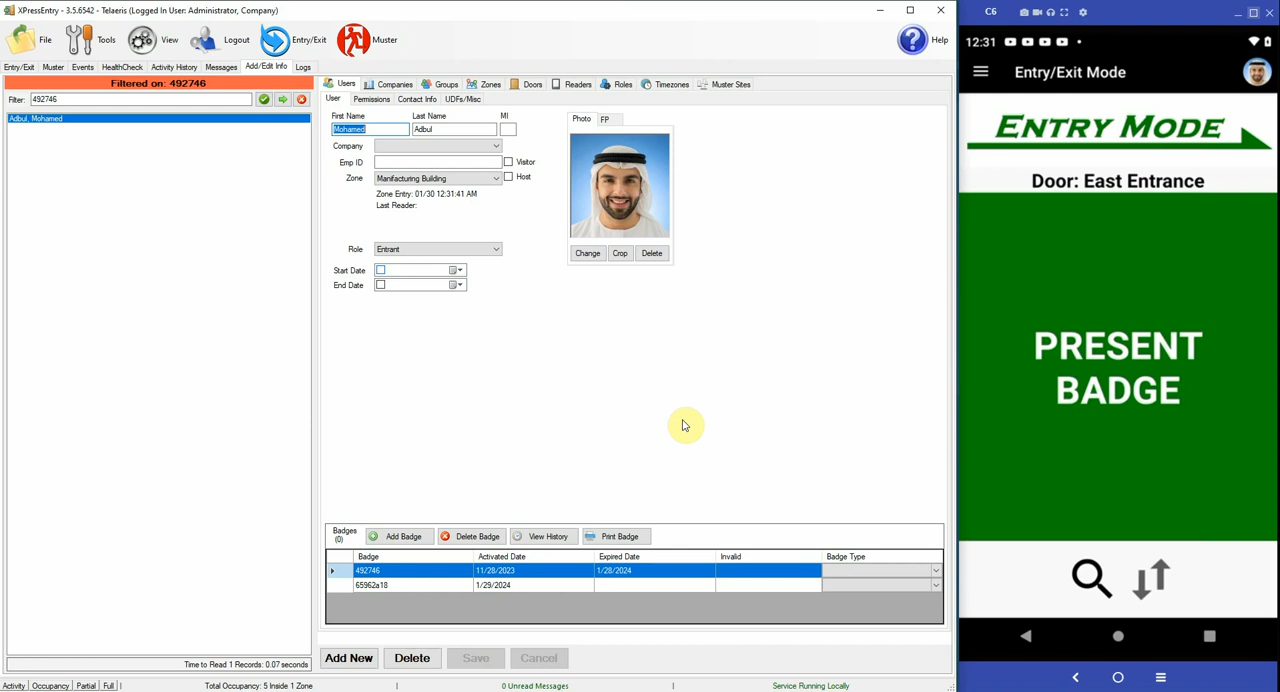 XPressEntry - 3.5.6542 - Telaeris (Logged In User: Administrator, Company)
File Tools View Logout Entry/Exit Muster Help
Entry/Exit Muster Events HealthCheck Activity History Messages Add/Edit Info Logs
Filtered on: 492746
Filter: 492746
Adbul, Mohamed
Time to Read 1 Records: 0.07 seconds
Users Companies Groups Zones Doors Readers Roles Timezones Muster Sites
User Permissions Contact Info UDFs/Misc
First Name Last Name MI
Mohamed Adbul
Company
Emp ID Visitor
Zone Manifacturing Building Host
Zone Entry: 01/30 12:31:41 AM
Last Reader:
Role Entrant
Start Date
End Date
Photo FP
Change Crop Delete
Badges
(0)
Add Badge Delete Badge View History Print Badge
Badge Activated Date Expired Date Invalid Badge Type
492746 11/28/2023 1/28/2024
65962a18 1/29/2024
Add New Delete Save Cancel
Activity Occupancy Partial Full Total Occupancy: 5 Inside 1 Zone 0 Unread Messages Service Running Locally
C6
12:31
Entry/Exit Mode
ENTRY MODE
Door: East Entrance
PRESENT
BADGE